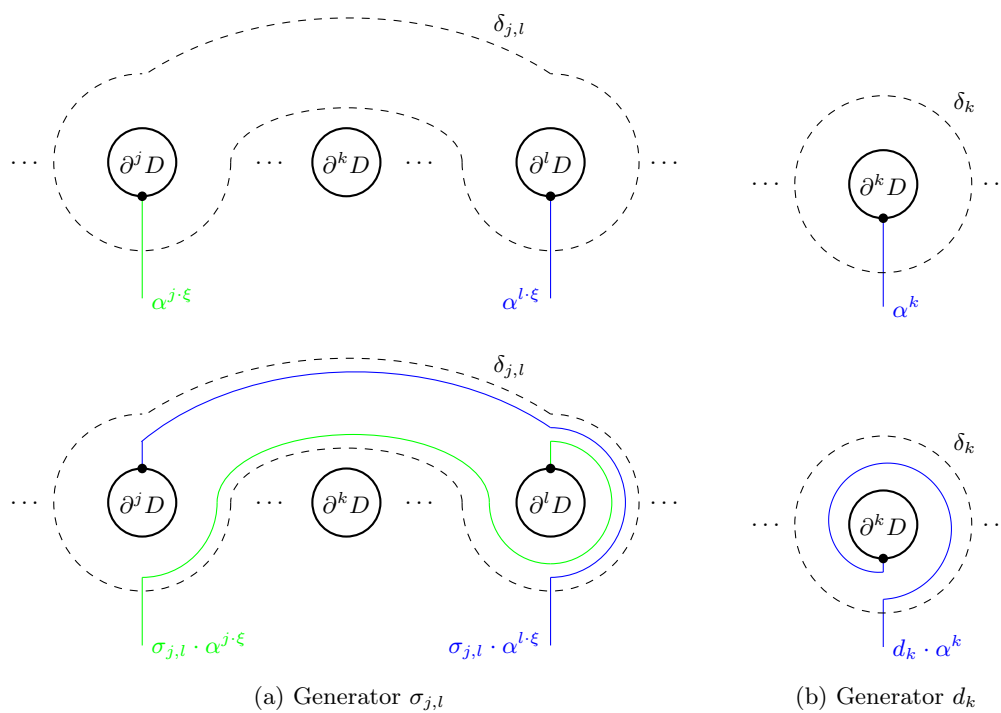 δ_{j,l}
δ_k
⋯ ∂^j D ⋯ ∂^k D ⋯ ∂^l D ⋯
⋯ ∂^k D ⋯
α^{j·ξ} α^{l·ξ}
α^k
δ_{j,l}
δ_k
⋯ ∂^j D ⋯ ∂^k D ⋯ ∂^l D ⋯
⋯ ∂^k D ⋯
σ_{j,l} · α^{j·ξ} σ_{j,l} · α^{l·ξ}
d_k · α^k
(a) Generator σ_{j,l}
(b) Generator d_k